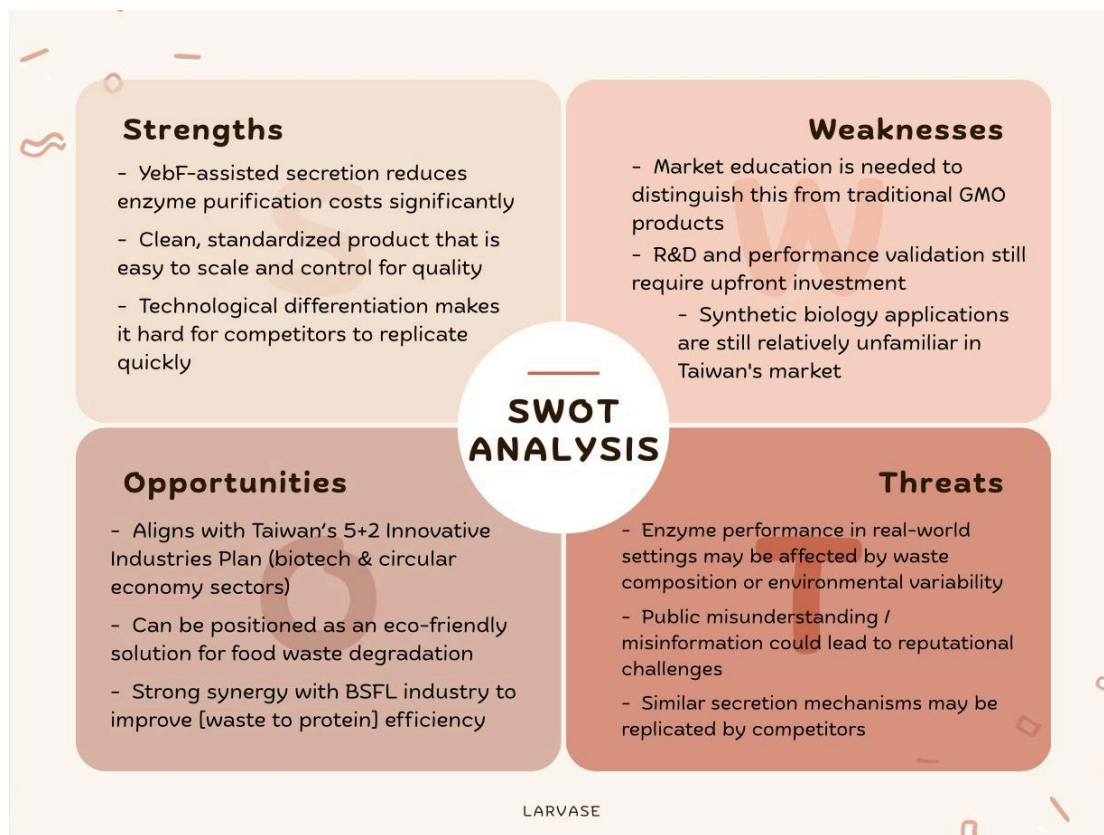 Strengths
- YebF-assisted secretion reduces
enzyme purification costs significantly
- Clean, standardized product that is
easy to scale and control for quality
- Technological differentiation makes
it hard for competitors to replicate
quickly
Weaknesses
- Market education is needed to
distinguish this from traditional GMO
products
- R&D and performance validation still
require upfront investment
- Synthetic biology applications
are still relatively unfamiliar in
Taiwan's market
SWOT
ANALYSIS
Opportunities
- Aligns with Taiwan's 5+2 Innovative
Industries Plan (biotech & circular
economy sectors)
- Can be positioned as an eco-friendly
solution for food waste degradation
- Strong synergy with BSFL industry to
improve [waste to protein] efficiency
Threats
- Enzyme performance in real-world
settings may be affected by waste
composition or environmental variability
- Public misunderstanding /
misinformation could lead to reputational
challenges
- Similar secretion mechanisms may be
replicated by competitors
S
W
O
T
LARVASE